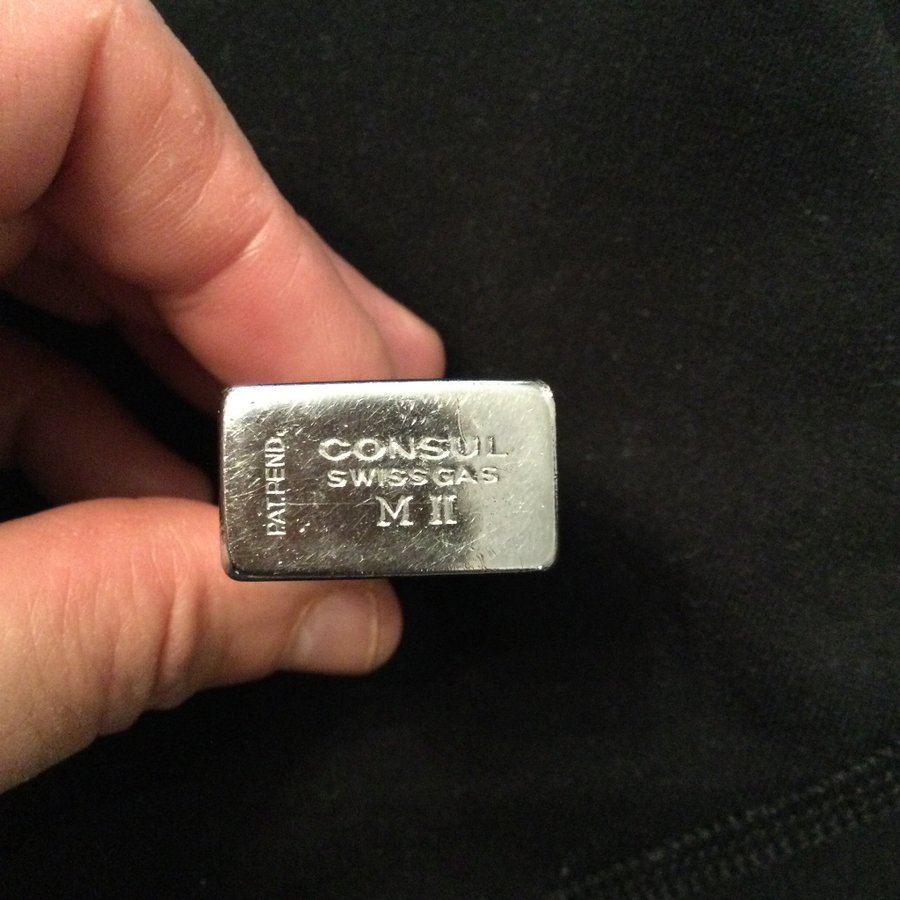 CONSUL
SWISS GAS
M II
PAT. PEND.